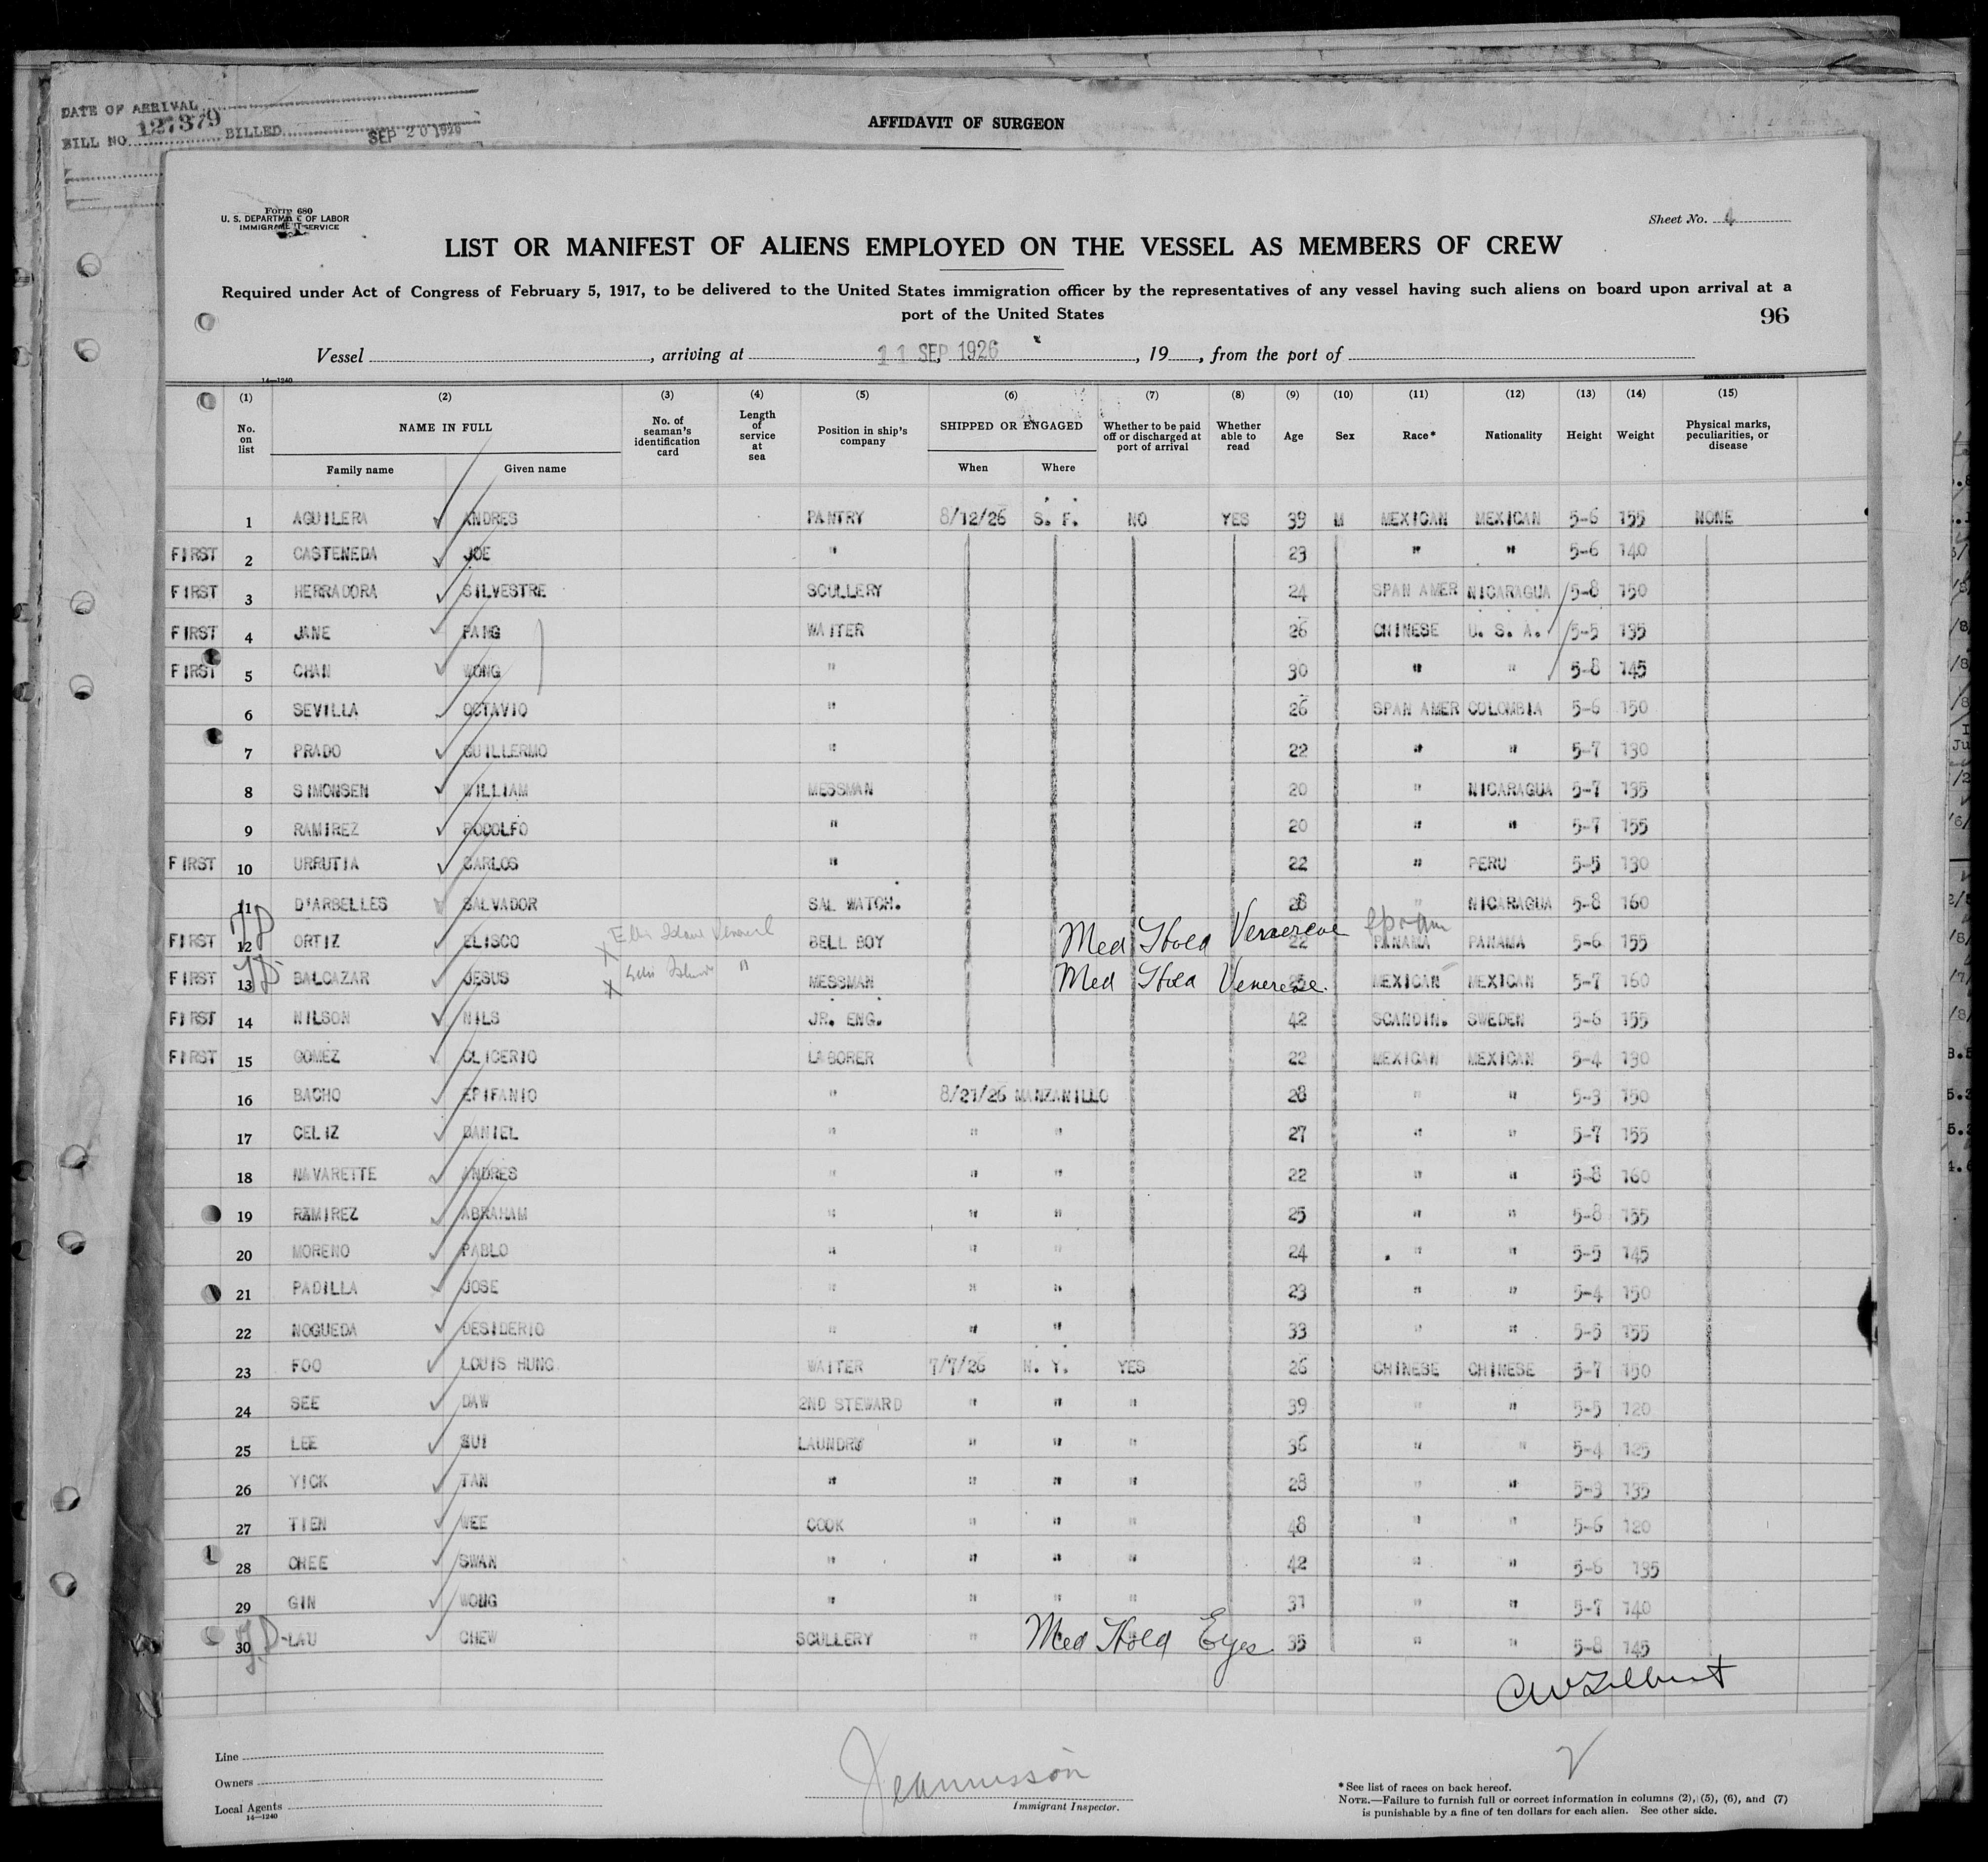 DATE OF ARRIVAL
BILL NO. 127379 BILLED SEP 20 1926
AFFIDAVIT OF SURGEON
Form 680
U. S. DEPARTMENT OF LABOR
IMMIGRATION SERVICE
Sheet No. 4
LIST OR MANIFEST OF ALIENS EMPLOYED ON THE VESSEL AS MEMBERS OF CREW
Required under Act of Congress of February 5, 1917, to be delivered to the United States immigration officer by the representatives of any vessel having such aliens on board upon arrival at a
port of the United States
96
Vessel , arriving at 11 SEP 1926 , 19 , from the port of
14—1240
(1) (2) (3) (4) (5) (6) (7) (8) (9) (10) (11) (12) (13) (14) (15)
No. on list NAME IN FULL No. of seaman's identification card Length of service at sea Position in ship's company SHIPPED OR ENGAGED Whether to be paid off or discharged at port of arrival Whether able to read Age Sex Race* Nationality Height Weight Physical marks, peculiarities, or disease
Family name Given name When Where
1 AGUILERA ANDRES PANTRY 8/12/26 S. F. NO YES 39 M MEXICAN MEXICAN 5-6 155 NONE
FIRST 2 CASTENEDA JOE " 23 " " 5-6 140
FIRST 3 HERRADORA SILVESTRE SCULLERY 24 SPAN AMER NICARAGUA 5-8 150
FIRST 4 JANE PANG WAITER 26 CHINESE U. S. A. 5-5 135
FIRST 5 CHAN WONG " 30 " " 5-8 145
6 SEVILLA OCTAVIO " 26 SPAN AMER COLOMBIA 5-6 150
7 PRADO GUILLERMO " 22 " " 5-7 130
8 SIMONSEN WILLIAM MESSMAN 20 " NICARAGUA 5-7 135
9 RAMIREZ RODOLFO " 20 " " 5-7 155
FIRST 10 URRUTIA CARLOS " 22 " PERU 5-5 130
11 D'ARBELLES SALVADOR SAL WATCH. 28 " NICARAGUA 5-8 160
FIRST 12 ORTIZ ELISCO Ellis Island Venereal BELL BOY Med Hold Venereal 22 PANAMA PANAMA 5-6 155
FIRST 13 BALCAZAR JESUS Ellis Island " MESSMAN Med Hold Venereal 25 MEXICAN MEXICAN 5-7 160
FIRST 14 NILSON NILS JR. ENG. 42 SCANDIN. SWEDEN 5-6 155
FIRST 15 GOMEZ CLICERIO LABORER 22 MEXICAN MEXICAN 5-4 130
16 BACHO EPIFANIO " 8/21/26 MANZANILLO 28 " " 5-3 150
17 CELIZ DANIEL " " " 27 " " 5-7 155
18 NAVARETTE ANDRES " " " 22 " " 5-8 160
19 RAMIREZ ABRAHAM " " " 25 " " 5-8 155
20 MORENO PABLO " " " 24 " " 5-5 145
21 PADILLA JOSE " " " 23 " " 5-4 150
22 NOGUEDA DESIDERIO " " " 33 " " 5-5 155
23 FOO LOUIS HUNG WAITER 7/7/26 N. Y. YES 26 CHINESE CHINESE 5-7 150
24 SEE DAW 2ND STEWARD " " " 39 " " 5-5 120
25 LEE SUI LAUNDRY " " " 36 " " 5-4 125
26 YICK TAN " " " " 28 " " 5-3 135
27 TIEN WEE COOK " " " 48 " " 5-6 120
28 CHEE SWAN " " " " 42 " " 5-6 135
29 GIN WONG " " " " 31 " " 5-7 140
30 LAU CHEW SCULLERY " Med Hold Eyes 35 " " 5-8 145
Line
Owners
Local Agents
14—1240
Immigrant Inspector.
*See list of races on back hereof.
NOTE.—Failure to furnish full or correct information in columns (2), (5), (6), and (7)
is punishable by a fine of ten dollars for each alien. See other side.